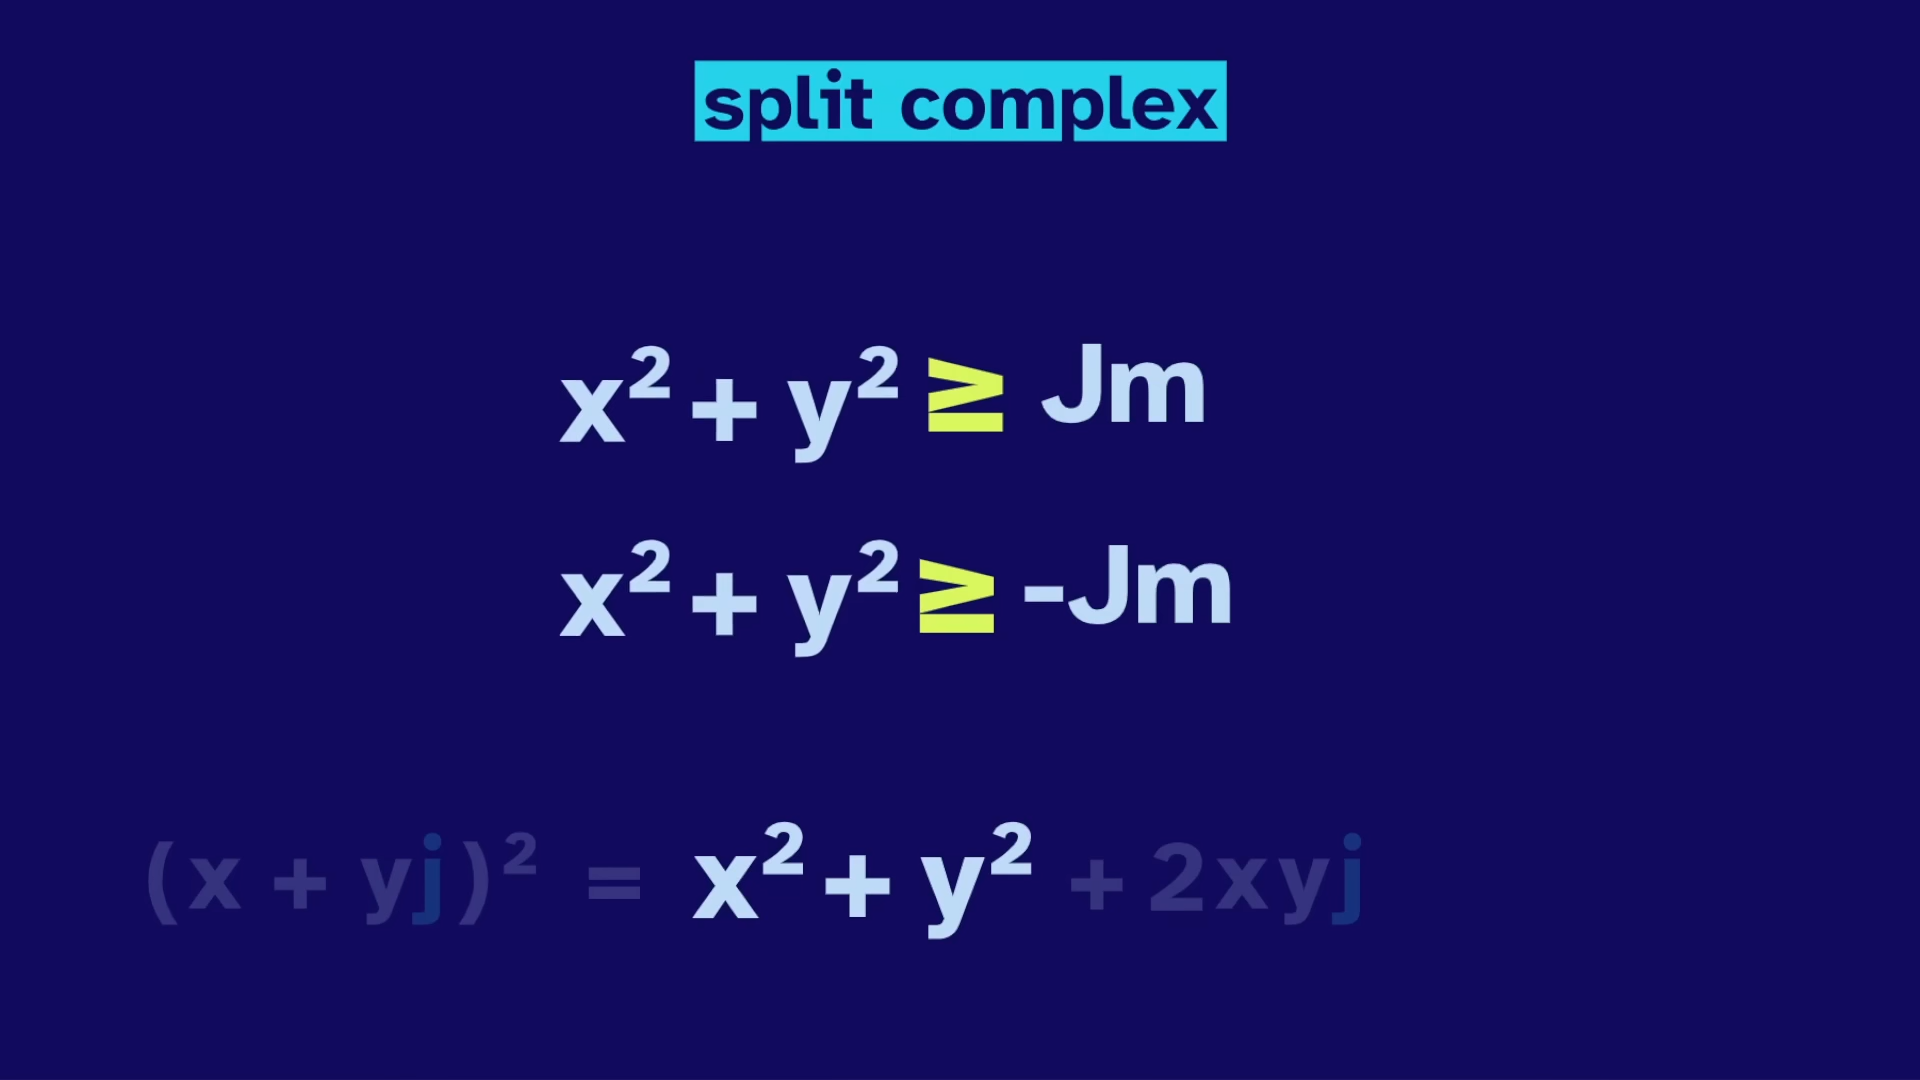 split complex
x² + y² ≥ Jm
x² + y² ≥ -Jm
(x + yj)² = x² + y² + 2xyj